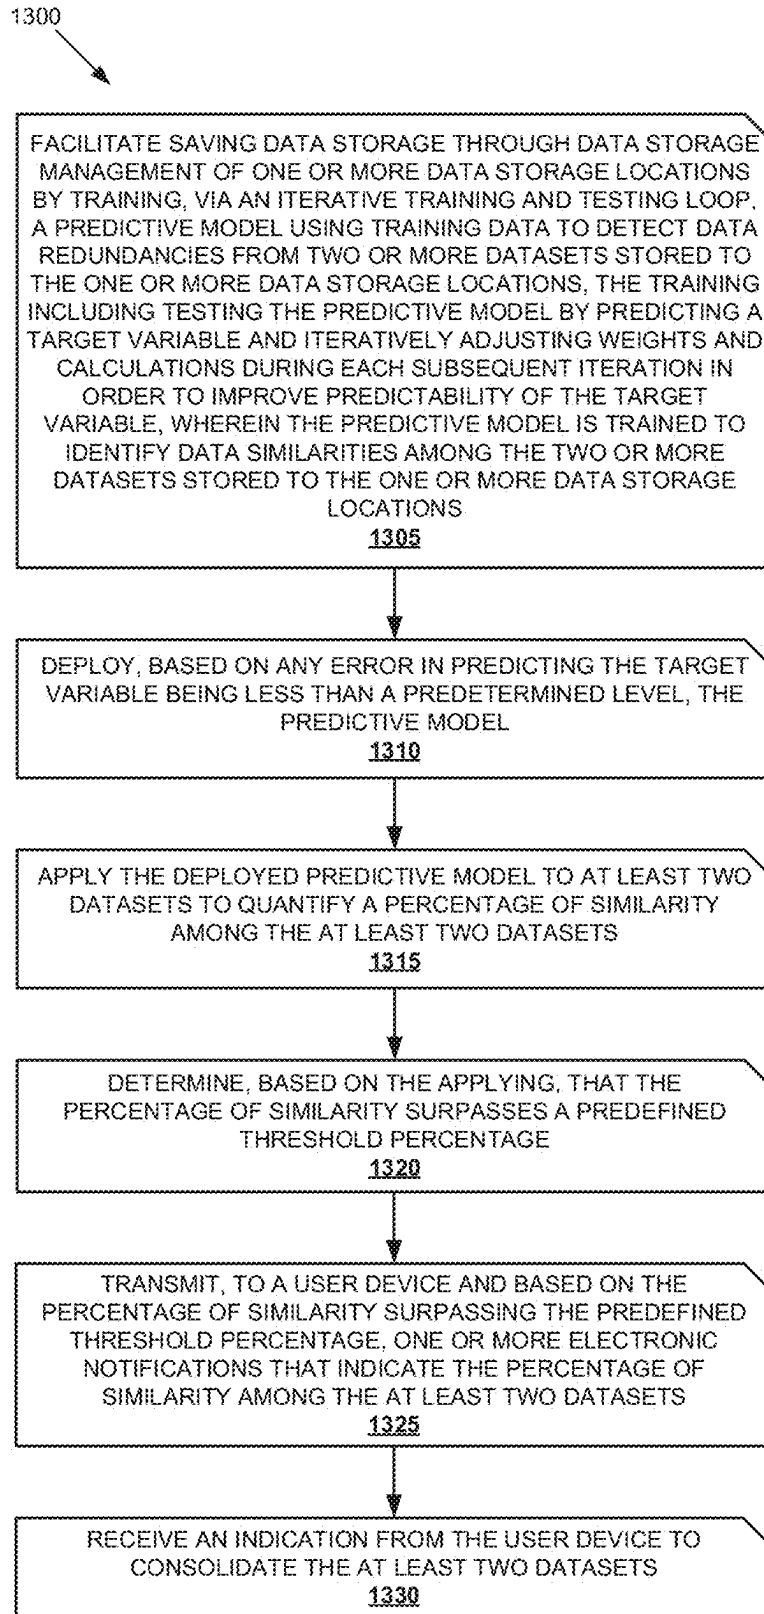 1300
FACILITATE SAVING DATA STORAGE THROUGH DATA STORAGE
MANAGEMENT OF ONE OR MORE DATA STORAGE LOCATIONS
BY TRAINING, VIA AN ITERATIVE TRAINING AND TESTING LOOP,
A PREDICTIVE MODEL USING TRAINING DATA TO DETECT DATA
REDUNDANCIES FROM TWO OR MORE DATASETS STORED TO
THE ONE OR MORE DATA STORAGE LOCATIONS, THE TRAINING
INCLUDING TESTING THE PREDICTIVE MODEL BY PREDICTING A
TARGET VARIABLE AND ITERATIVELY ADJUSTING WEIGHTS AND
CALCULATIONS DURING EACH SUBSEQUENT ITERATION IN
ORDER TO IMPROVE PREDICTABILITY OF THE TARGET
VARIABLE, WHEREIN THE PREDICTIVE MODEL IS TRAINED TO
IDENTIFY DATA SIMILARITIES AMONG THE TWO OR MORE
DATASETS STORED TO THE ONE OR MORE DATA STORAGE
LOCATIONS
1305
DEPLOY, BASED ON ANY ERROR IN PREDICTING THE TARGET
VARIABLE BEING LESS THAN A PREDETERMINED LEVEL, THE
PREDICTIVE MODEL
1310
APPLY THE DEPLOYED PREDICTIVE MODEL TO AT LEAST TWO
DATASETS TO QUANTIFY A PERCENTAGE OF SIMILARITY
AMONG THE AT LEAST TWO DATASETS
1315
DETERMINE, BASED ON THE APPLYING, THAT THE
PERCENTAGE OF SIMILARITY SURPASSES A PREDEFINED
THRESHOLD PERCENTAGE
1320
TRANSMIT, TO A USER DEVICE AND BASED ON THE
PERCENTAGE OF SIMILARITY SURPASSING THE PREDEFINED
THRESHOLD PERCENTAGE, ONE OR MORE ELECTRONIC
NOTIFICATIONS THAT INDICATE THE PERCENTAGE OF
SIMILARITY AMONG THE AT LEAST TWO DATASETS
1325
RECEIVE AN INDICATION FROM THE USER DEVICE TO
CONSOLIDATE THE AT LEAST TWO DATASETS
1330